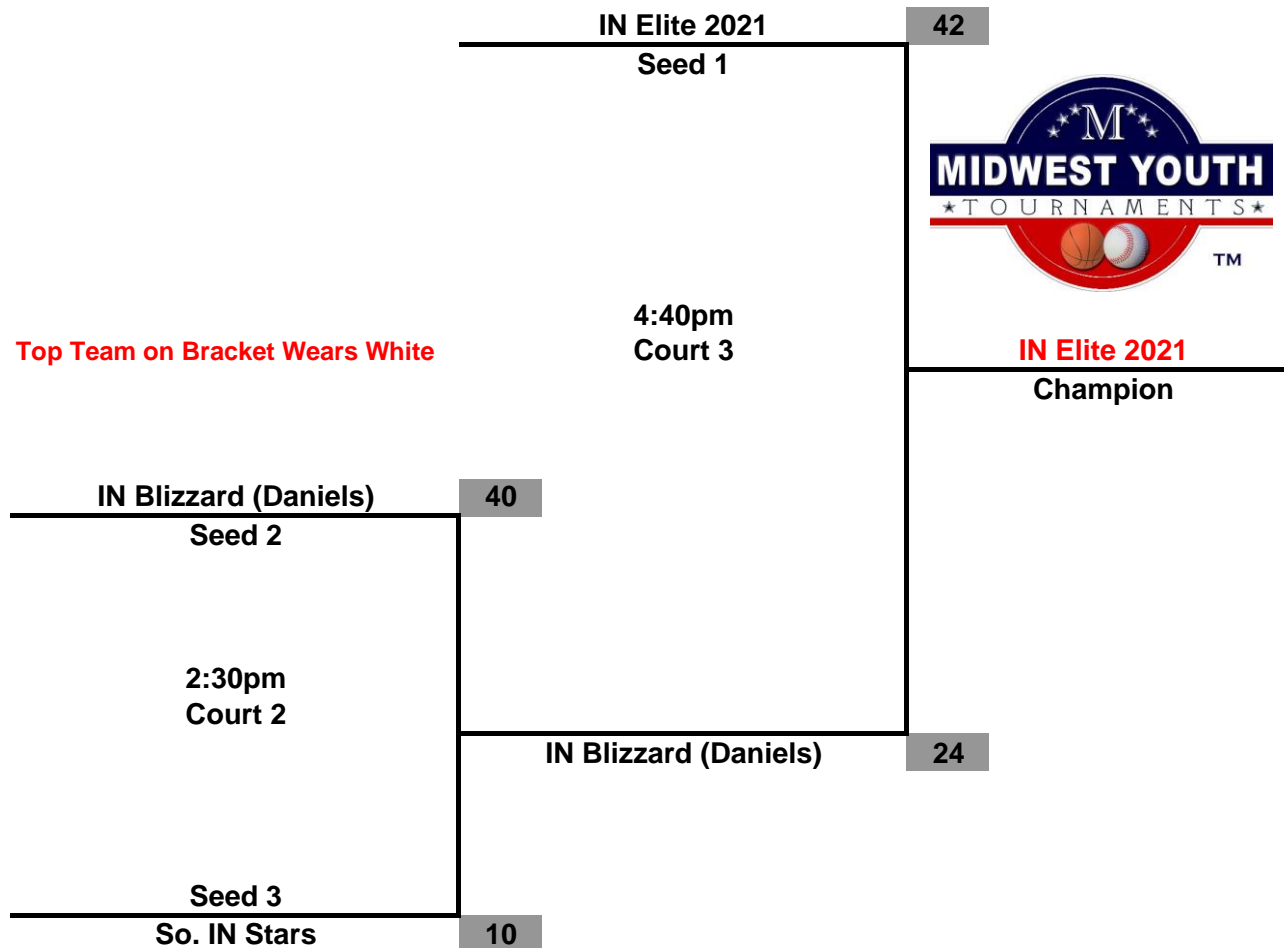 IN Elite 2021 42
Seed 1
M
MIDWEST YOUTH
TOURNAMENTS
TM
4:40pm
Top Team on Bracket Wears White Court 3 IN Elite 2021
Champion
IN Blizzard (Daniels) 40
Seed 2
2:30pm
Court 2
IN Blizzard (Daniels) 24
Seed 3
So. IN Stars 10